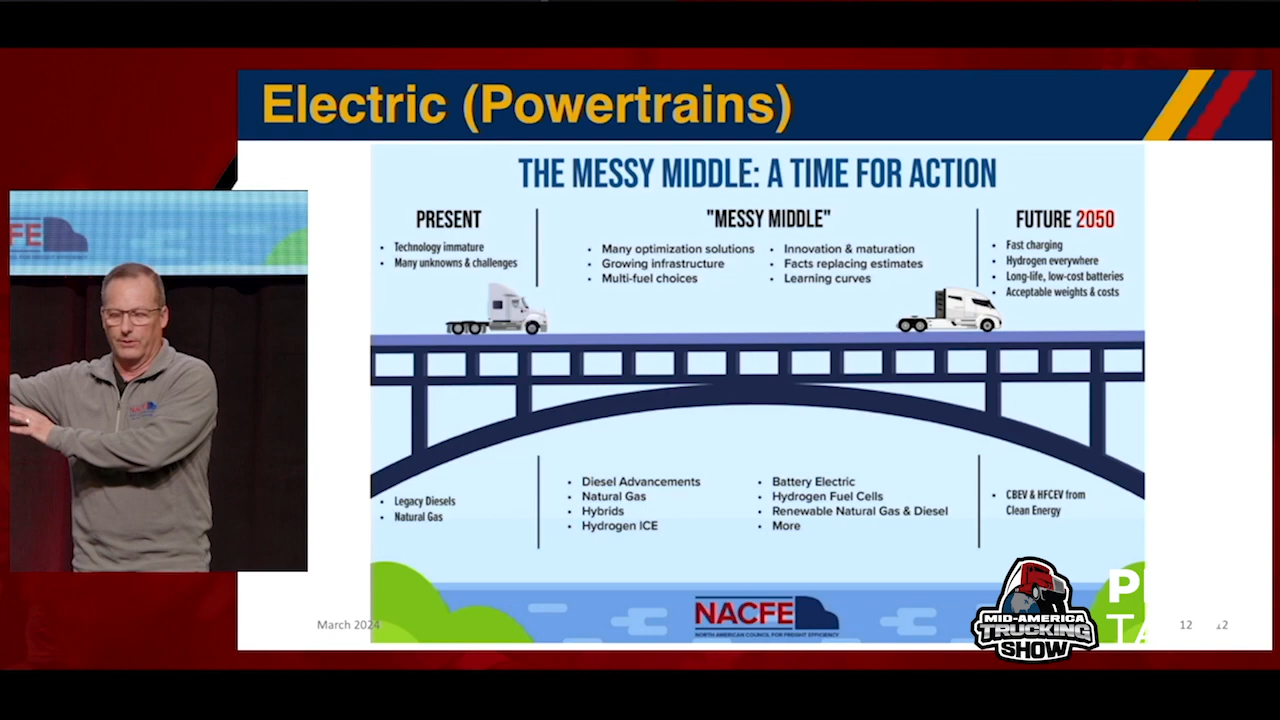 Electric (Powertrains)
THE MESSY MIDDLE: A TIME FOR ACTION
PRESENT
• Technology immature
• Many unknowns & challenges
"MESSY MIDDLE"
• Many optimization solutions
• Growing infrastructure
• Multi-fuel choices
• Innovation & maturation
• Facts replacing estimates
• Learning curves
FUTURE 2050
• Fast charging
• Hydrogen everywhere
• Long-life, low-cost batteries
• Acceptable weights & costs
FE
NACFE
• Legacy Diesels
• Natural Gas
• Diesel Advancements
• Natural Gas
• Hybrids
• Hydrogen ICE
• Battery Electric
• Hydrogen Fuel Cells
• Renewable Natural Gas & Diesel
• More
• CBEV & HFCEV from
Clean Energy
NACFE
NORTH AMERICAN COUNCIL FOR FREIGHT EFFICIENCY
March 2024
MID-AMERICA
TRUCKING
SHOW
P
TA
12